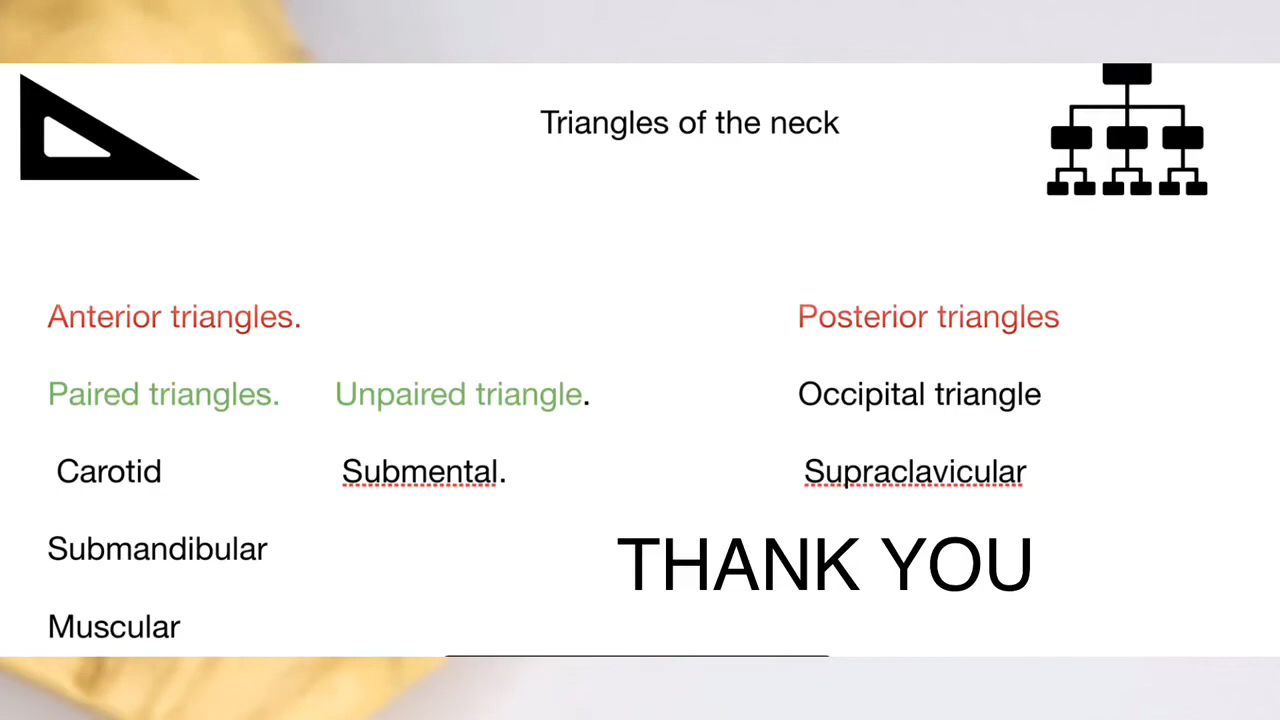 Triangles of the neck
Anterior triangles.
Posterior triangles
Paired triangles.
Unpaired triangle.
Occipital triangle
Carotid
Submental.
Supraclavicular
Submandibular
THANK YOU
Muscular